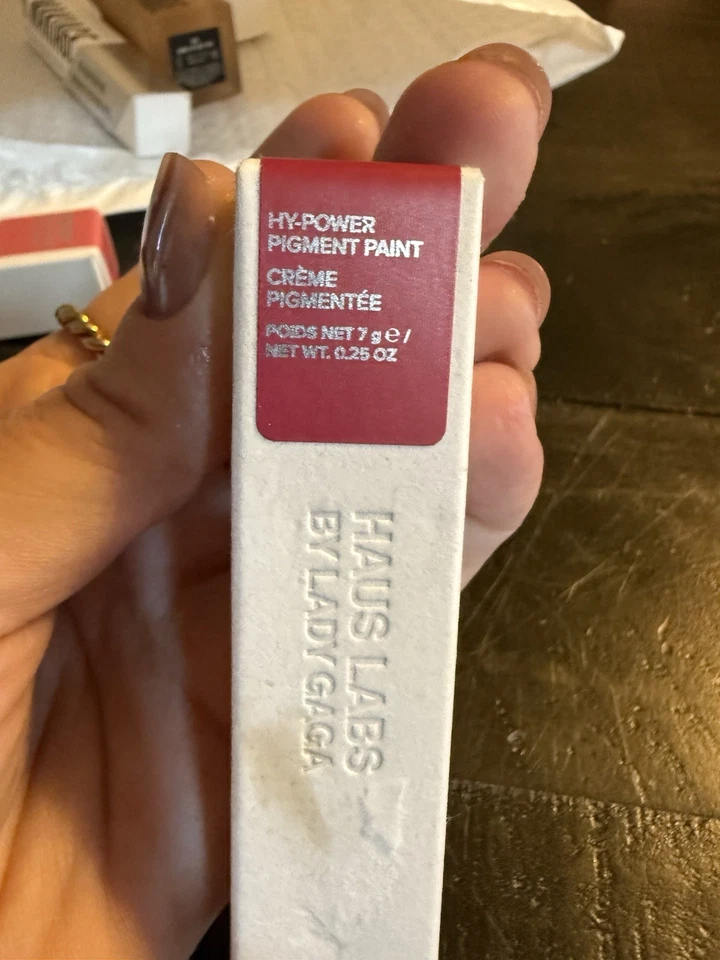 HY-POWER
PIGMENT PAINT
CRÈME
PIGMENTÉE
POIDS NET 7 g e /
NET WT. 0.25 OZ
HAUS LABS
BY LADY GAGA